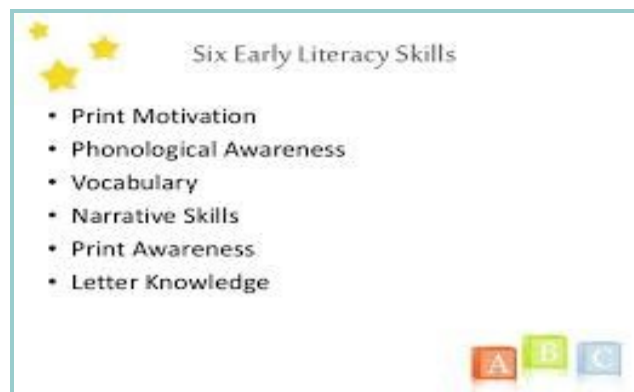 Six Early Literacy Skills
• Print Motivation
• Phonological Awareness
• Vocabulary
• Narrative Skills
• Print Awareness
• Letter Knowledge
A B C